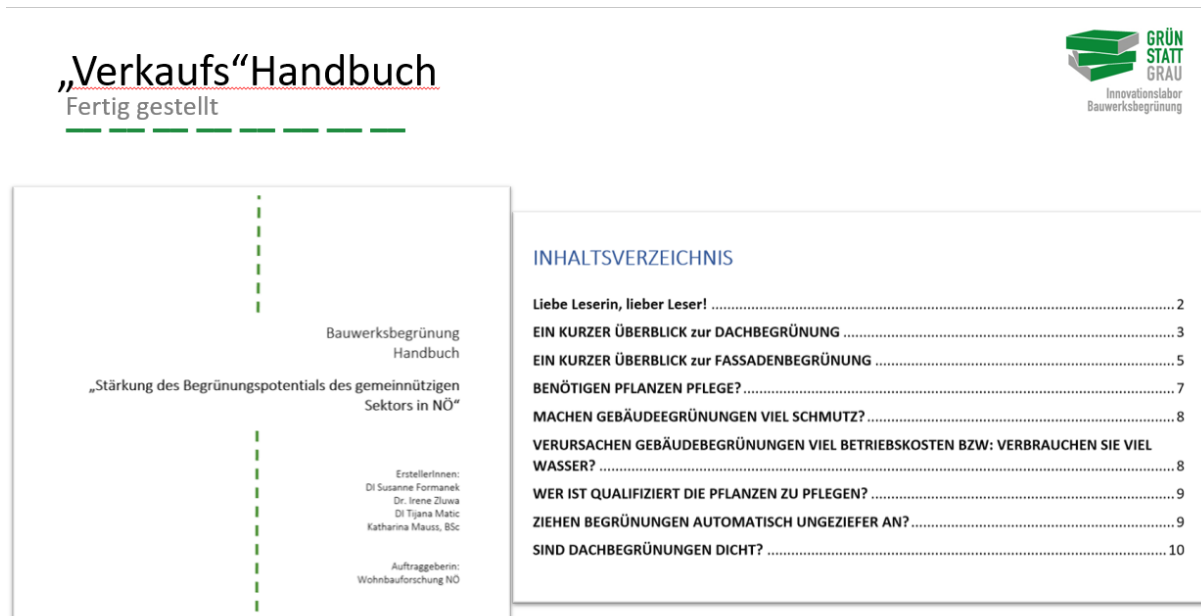 „Verkaufs“Handbuch
Fertig gestellt
GRÜN
STATT
GRAU
Innovationslabor
Bauwerksbegrünung
Bauwerksbegrünung
Handbuch
„Stärkung des Begrünungspotentials des gemeinnützigen
Sektors in NÖ“
ErstellerInnen:
DI Susanne Formanek
Dr. Irene Zluwa
DI Tijana Matic
Katharina Mauss, BSc
Auftraggeberin:
Wohnbauforschung NÖ
INHALTSVERZEICHNIS
Liebe Leserin, lieber Leser! ........ 2
EIN KURZER ÜBERBLICK zur DACHBEGRÜNUNG ........ 3
EIN KURZER ÜBERBLICK zur FASSADENBEGRÜNUNG ........ 5
BENÖTIGEN PFLANZEN PFLEGE? ........ 7
MACHEN GEBÄUDEEGRÜNUNGEN VIEL SCHMUTZ? ........ 8
VERURSACHEN GEBÄUDEBEGRÜNUNGEN VIEL BETRIEBSKOSTEN BZW: VERBRAUCHEN SIE VIEL
WASSER? ........ 8
WER IST QUALIFIZIERT DIE PFLANZEN ZU PFLEGEN? ........ 9
ZIEHEN BEGRÜNUNGEN AUTOMATISCH UNGEZIEFER AN? ........ 9
SIND DACHBEGRÜNUNGEN DICHT? ........ 10